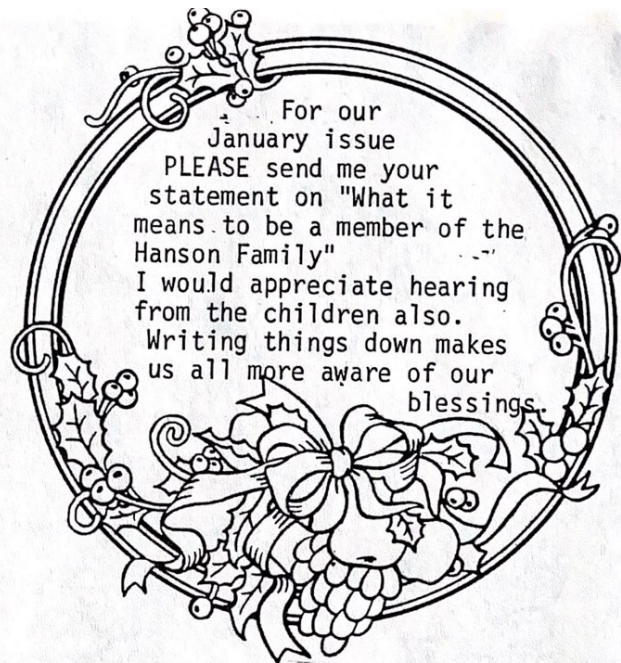 For our
January issue
PLEASE send me your
statement on "What it
means to be a member of the
Hanson Family"
I would appreciate hearing
from the children also.
Writing things down makes
us all more aware of our
blessings.